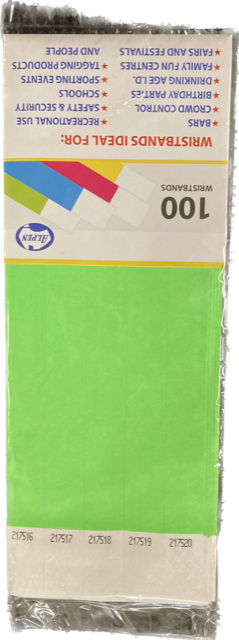 WRISTBANDS IDEAL FOR:
★BARS
★CROWD CONTROL
★BIRTHDAY PARTIES
★DRINKING AGE I.D.
★FAMILY FUN CENTRES
★FAIRS AND FESTIVALS
★RECREATIONAL USE
★SAFETY & SECURITY
★SCHOOLS
★SPORTING EVENTS
★TAGGING PRODUCTS
AND PEOPLE
100
WRISTBANDS
ALPEN
217516 217517 217518 217519 217520